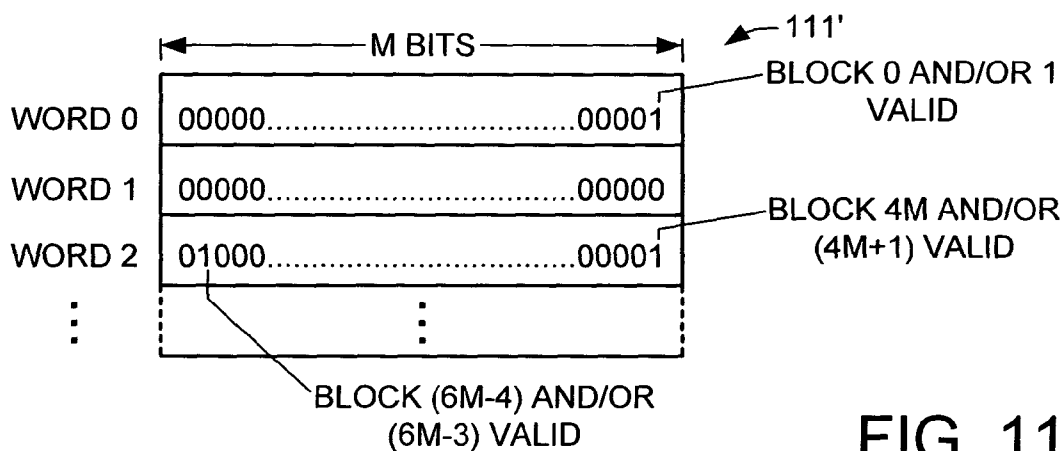 M BITS
111'
BLOCK 0 AND/OR 1
VALID
WORD 0
00000...................................00001
WORD 1
00000...................................00000
BLOCK 4M AND/OR
(4M+1) VALID
WORD 2
01000...................................00001
BLOCK (6M-4) AND/OR
(6M-3) VALID
FIG. 11